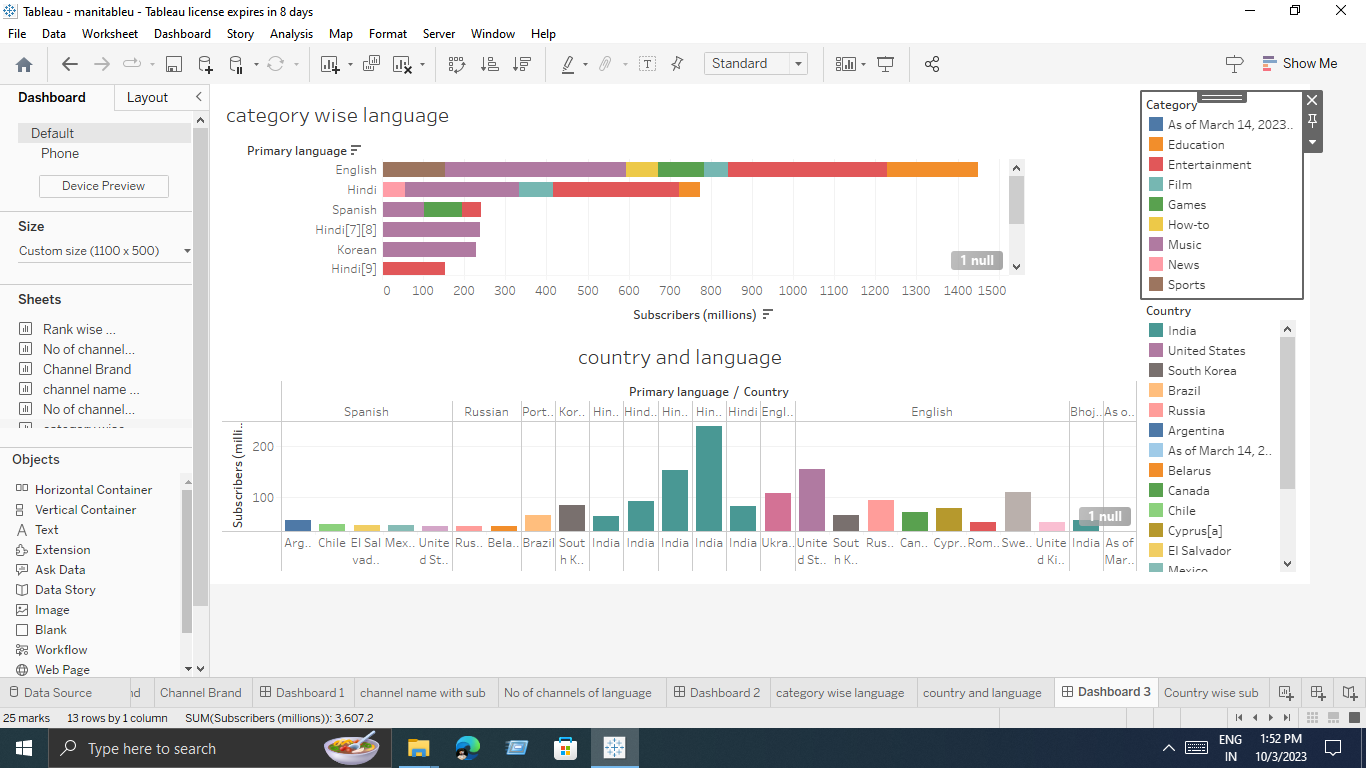 Tableau - manitableu - Tableau license expires in 8 days
File Data Worksheet Dashboard Story Analysis Map Format Server Window Help
Standard
Show Me
Dashboard Layout
Default
Phone
Device Preview
Size
Custom size (1100 x 500)
Sheets
Rank wise ...
No of channel...
Channel Brand
channel name ...
No of channel...
Objects
Horizontal Container
Vertical Container
Text
Extension
Ask Data
Data Story
Image
Blank
Workflow
Web Page
category wise language
Primary language
English
Hindi
Spanish
Hindi[7][8]
Korean
Hindi[9]
1 null
0 100 200 300 400 500 600 700 800 900 1000 1100 1200 1300 1400 1500
Subscribers (millions)
country and language
Primary language / Country
Spanish Russian Port.. Kor.. Hin.. Hind.. Hin.. Hin.. Hindi Engl.. English Bhoj.. As o..
Subscribers (milli..
200
100
1 null
Arg.. Chile El Sal Mex.. Unite Rus.. Bela.. Brazil Sout India India India India India Ukra.. Unite Sout Rus.. Can.. Cypr.. Rom.. Swe.. Unite India As of
vad.. d St.. h K.. d St.. h K.. d Ki.. Mar..
Category
As of March 14, 2023..
Education
Entertainment
Film
Games
How-to
Music
News
Sports
Country
India
United States
South Korea
Brazil
Russia
Argentina
As of March 14, 2..
Belarus
Canada
Chile
Cyprus[a]
El Salvador
Mexico
Data Source nd Channel Brand Dashboard 1 channel name with sub No of channels of language Dashboard 2 category wise language country and language Dashboard 3 Country wise sub
25 marks 13 rows by 1 column SUM(Subscribers (millions)): 3,607.2
Type here to search
ENG
IN
1:52 PM
10/3/2023